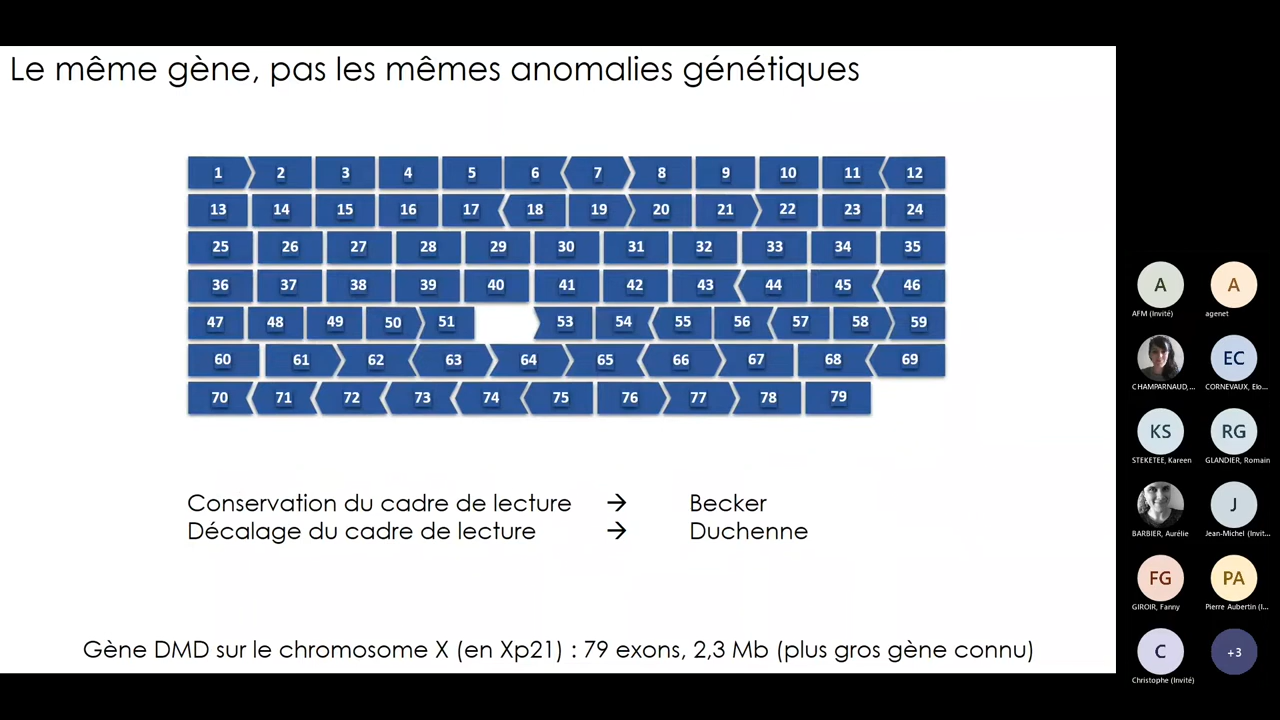 Le même gène, pas les mêmes anomalies génétiques
1 2 3 4 5 6 7 8 9 10 11 12
13 14 15 16 17 18 19 20 21 22 23 24
25 26 27 28 29 30 31 32 33 34 35
36 37 38 39 40 41 42 43 44 45 46
47 48 49 50 51 53 54 55 56 57 58 59
60 61 62 63 64 65 66 67 68 69
70 71 72 73 74 75 76 77 78 79
Conservation du cadre de lecture → Becker
Décalage du cadre de lecture → Duchenne
Gène DMD sur le chromosome X (en Xp21) : 79 exons, 2,3 Mb (plus gros gène connu)
A A
AFM (Invité) agenet
EC
CHAMPARNAUD, ... CORNEVAUX, Elo...
KS RG
STEKETEE, Kareen GLANDIER, Romain
J
BARBIER, Aurélie Jean-Michel (Invit...
FG PA
GIROIR, Fanny Pierre Aubertin (I...
C +3
Christophe (Invité)